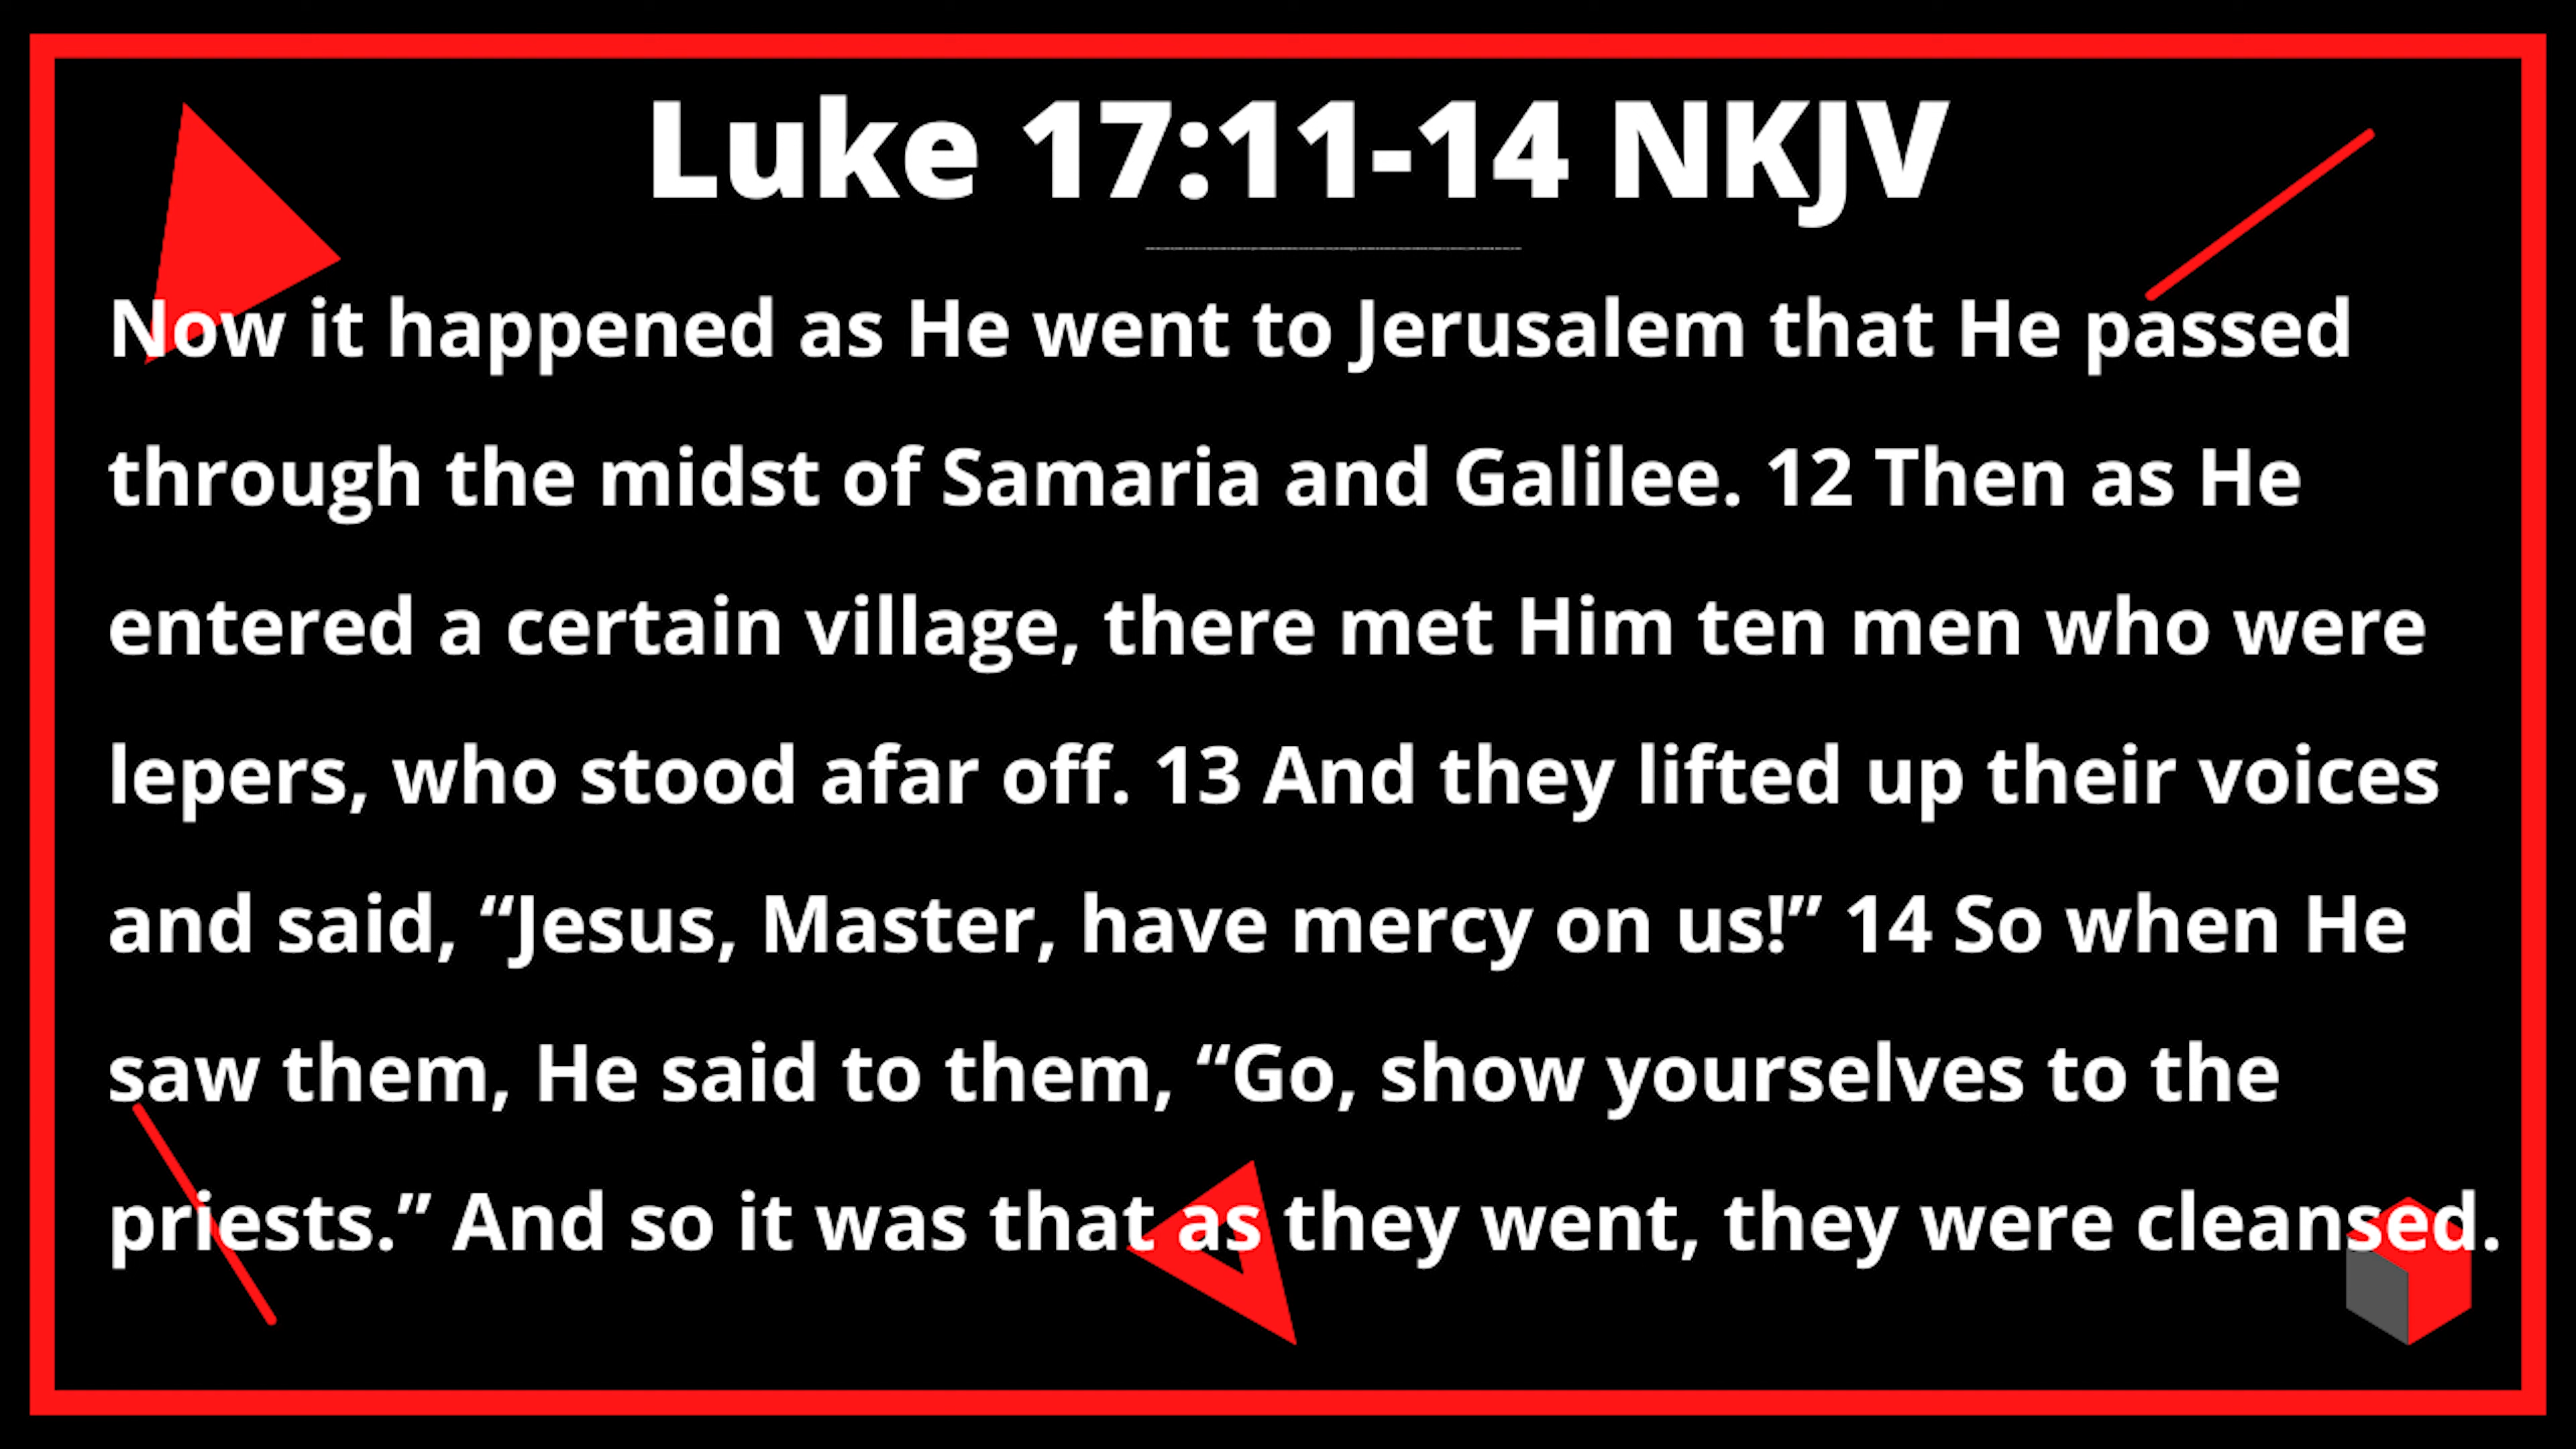 Luke 17:11-14 NKJV
Now it happened as He went to Jerusalem that He passed
through the midst of Samaria and Galilee. 12 Then as He
entered a certain village, there met Him ten men who were
lepers, who stood afar off. 13 And they lifted up their voices
and said, “Jesus, Master, have mercy on us!” 14 So when He
saw them, He said to them, “Go, show yourselves to the
priests.” And so it was that as they went, they were cleansed.